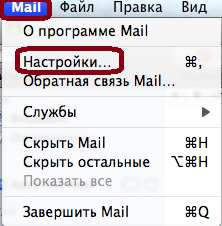 Mail Файл Правка Вид
О программе Mail
Настройки... ⌘,
Обратная связь Mail...
Службы
Скрыть Mail ⌘H
Скрыть остальные ⌥⌘H
Показать все
Завершить Mail ⌘Q